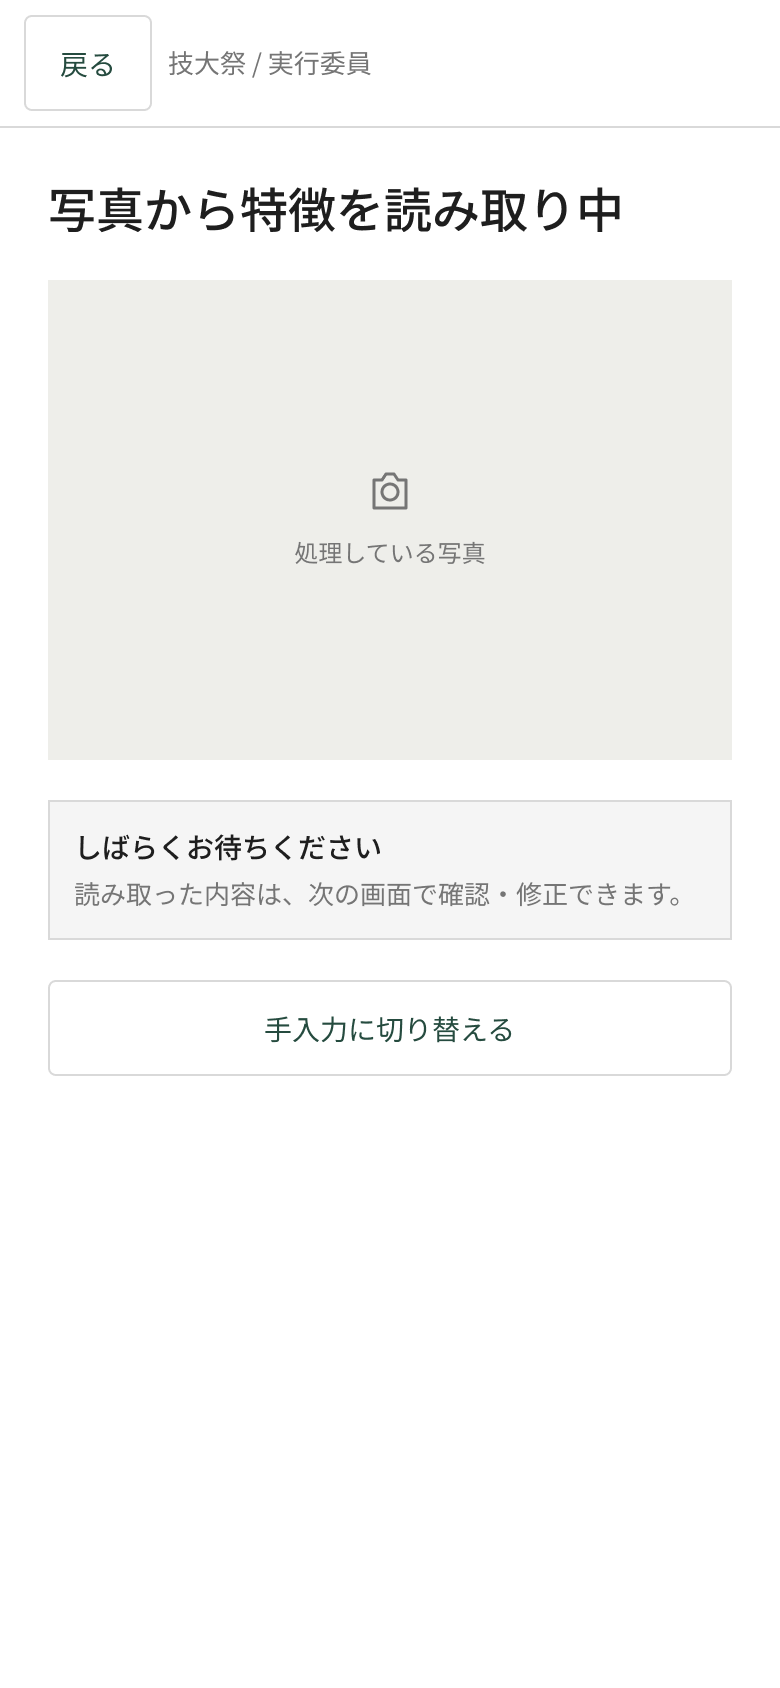 戻る
技大祭 / 実行委員
写真から特徴を読み取り中
処理している写真
しばらくお待ちください
読み取った内容は、次の画面で確認・修正できます。
手入力に切り替える